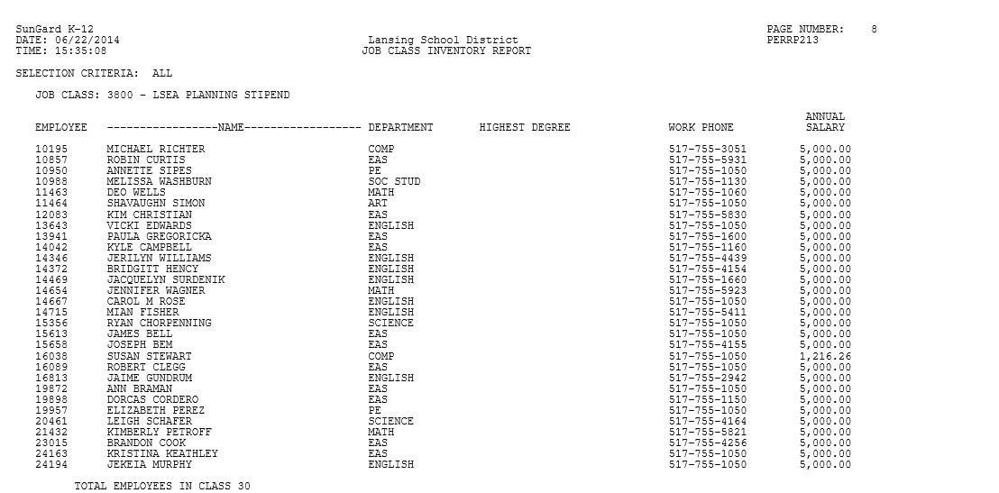 SunGard K-12 PAGE NUMBER: 8
DATE: 06/22/2014 Lansing School District PERRP213
TIME: 15:35:08 JOB CLASS INVENTORY REPORT
SELECTION CRITERIA: ALL
JOB CLASS: 3800 - LSEA PLANNING STIPEND
ANNUAL
EMPLOYEE -----------------NAME------------------ DEPARTMENT HIGHEST DEGREE WORK PHONE SALARY
10195 MICHAEL RICHTER COMP 517-755-3051 5,000.00
10857 ROBIN CURTIS EAS 517-755-5931 5,000.00
10950 ANNETTE SIPES PE 517-755-1050 5,000.00
10988 MELISSA WASHBURN SOC STUD 517-755-1130 5,000.00
11463 DEO WELLS MATH 517-755-1060 5,000.00
11464 SHAVAUGHN SIMON ART 517-755-1050 5,000.00
12083 KIM CHRISTIAN EAS 517-755-5830 5,000.00
13643 VICKI EDWARDS ENGLISH 517-755-1050 5,000.00
13941 PAULA GREGORICKA EAS 517-755-1600 5,000.00
14042 KYLE CAMPBELL EAS 517-755-1160 5,000.00
14346 JERILYN WILLIAMS ENGLISH 517-755-4439 5,000.00
14372 BRIDGITT HENCY ENGLISH 517-755-4154 5,000.00
14469 JACQUELYN SURDENIK ENGLISH 517-755-1660 5,000.00
14654 JENNIFER WAGNER MATH 517-755-5923 5,000.00
14667 CAROL M ROSE ENGLISH 517-755-1050 5,000.00
14715 MIAN FISHER ENGLISH 517-755-5411 5,000.00
15356 RYAN CHORPENNING SCIENCE 517-755-1050 5,000.00
15613 JAMES BELL EAS 517-755-1050 5,000.00
15658 JOSEPH BEM EAS 517-755-4155 5,000.00
16038 SUSAN STEWART COMP 517-755-1050 1,216.26
16089 ROBERT CLEGG EAS 517-755-1050 5,000.00
16813 JAIME GUNDRUM ENGLISH 517-755-2942 5,000.00
19872 ANN BRAMAN EAS 517-755-1050 5,000.00
19898 DORCAS CORDERO EAS 517-755-1150 5,000.00
19957 ELIZABETH PEREZ PE 517-755-1050 5,000.00
20461 LEIGH SCHAFER SCIENCE 517-755-4164 5,000.00
21432 KIMBERLY PETROFF MATH 517-755-5821 5,000.00
23015 BRANDON COOK EAS 517-755-4256 5,000.00
24163 KRISTINA KEATHLEY EAS 517-755-1050 5,000.00
24194 JEKEIA MURPHY ENGLISH 517-755-1050 5,000.00
TOTAL EMPLOYEES IN CLASS 30